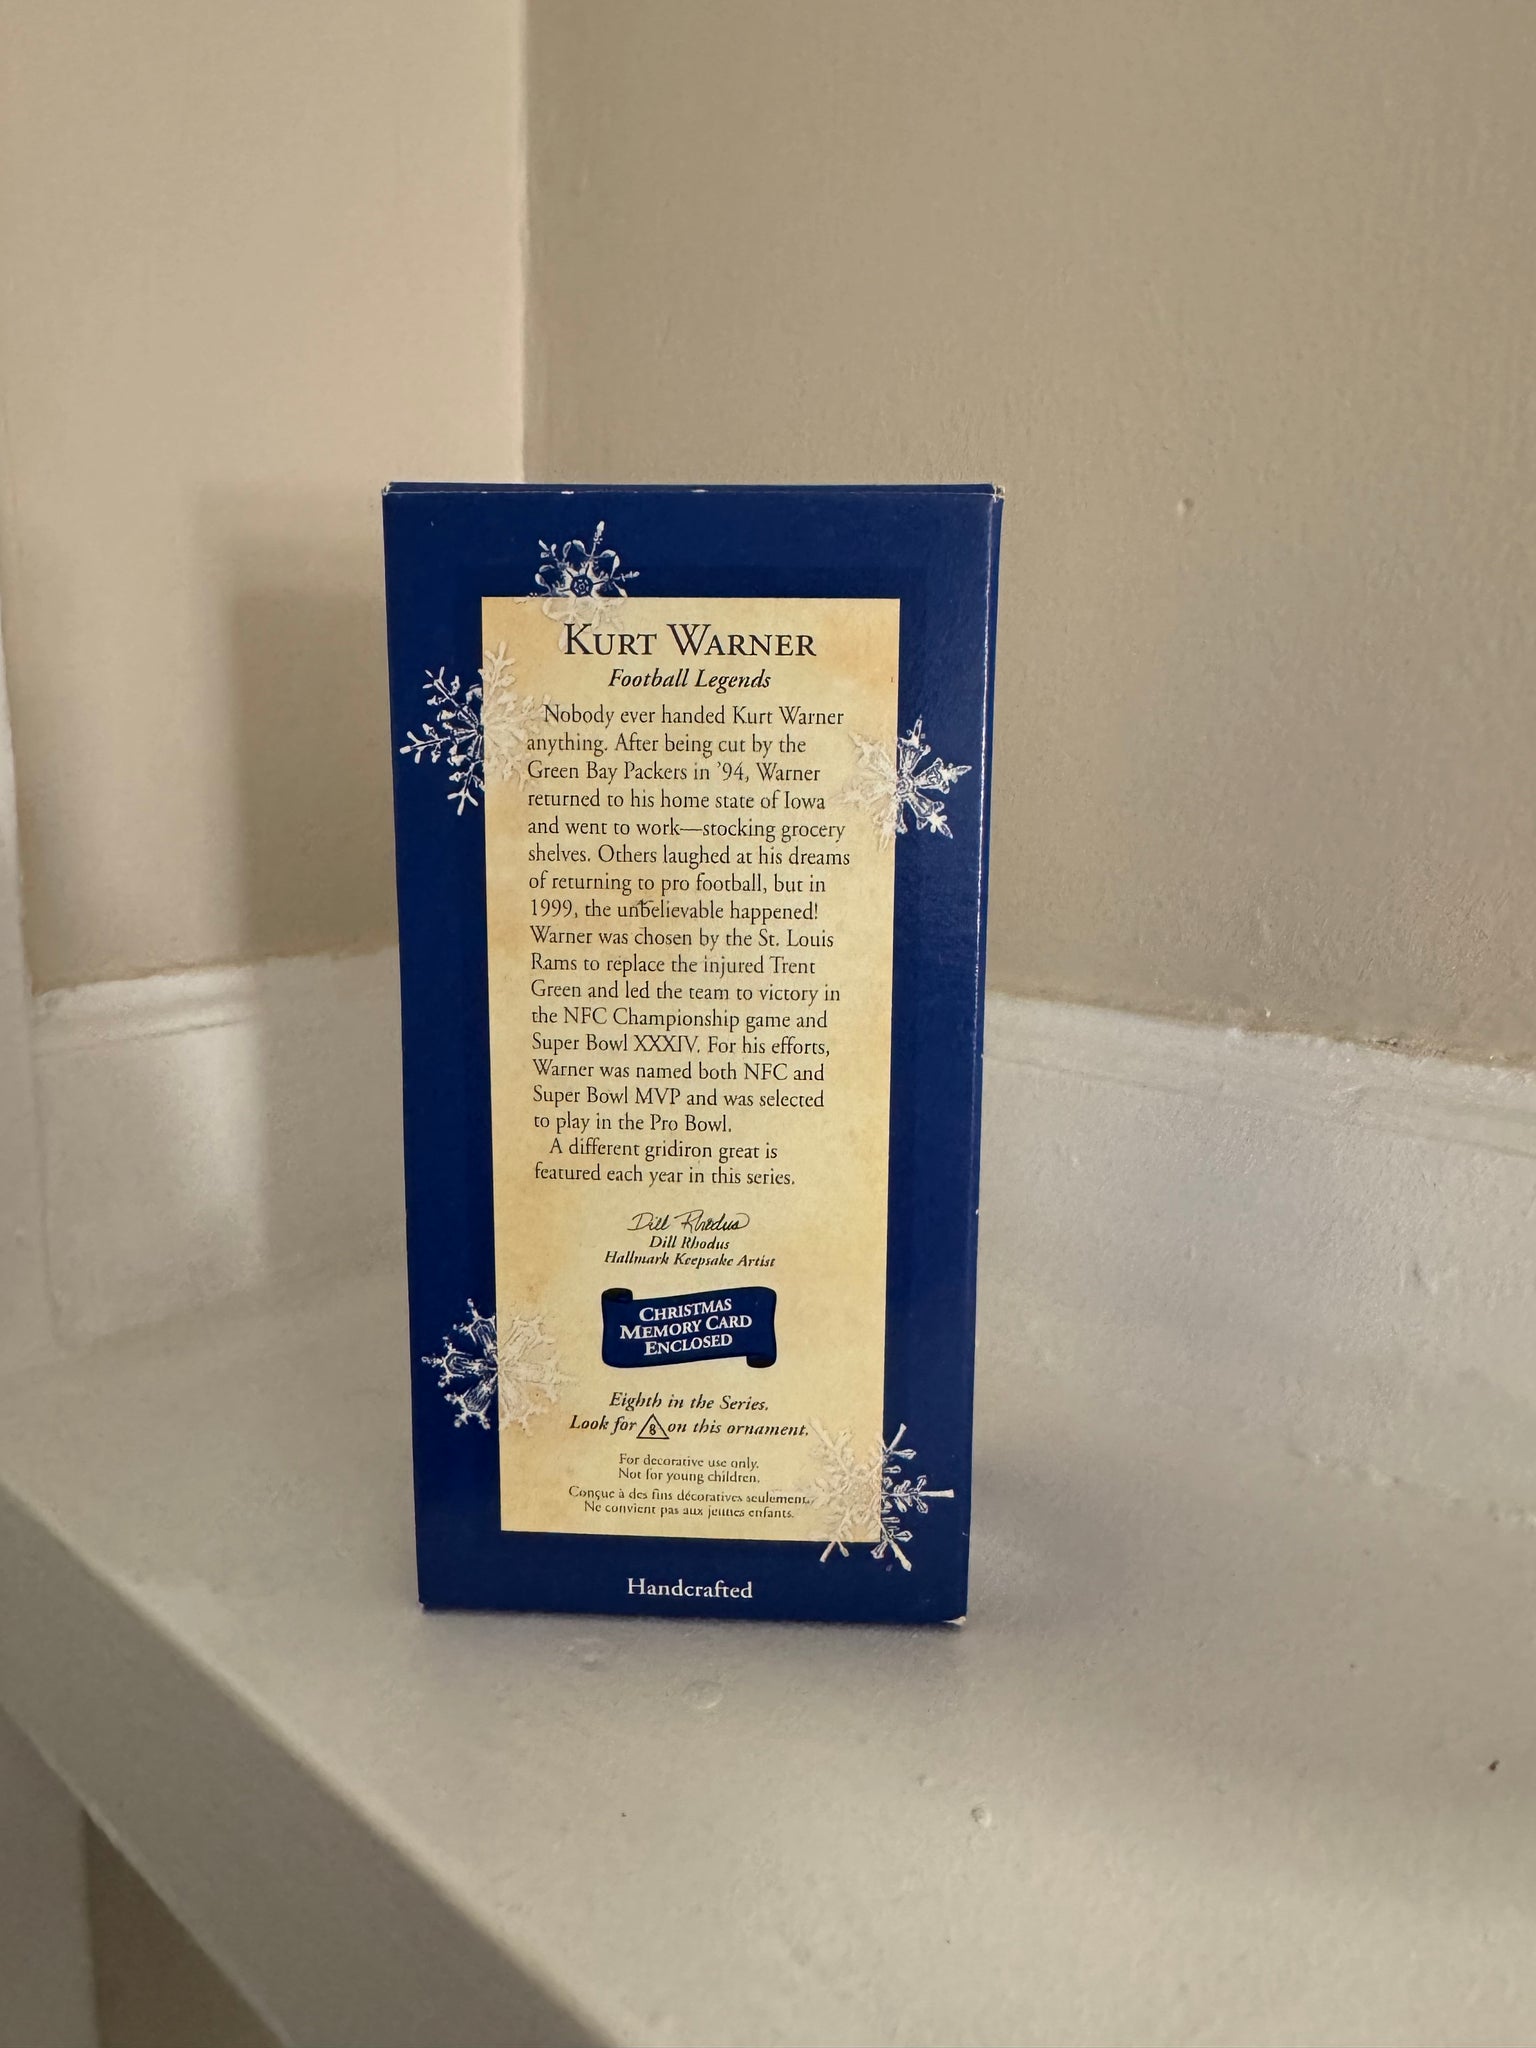 KURT WARNER
Football Legends
Nobody ever handed Kurt Warner
anything. After being cut by the
Green Bay Packers in ’94, Warner
returned to his home state of Iowa
and went to work—stocking grocery
shelves. Others laughed at his dreams
of returning to pro football, but in
1999, the unbelievable happened!
Warner was chosen by the St. Louis
Rams to replace the injured Trent
Green and led the team to victory in
the NFC Championship game and
Super Bowl XXXIV. For his efforts,
Warner was named both NFC and
Super Bowl MVP and was selected
to play in the Pro Bowl.
A different gridiron great is
featured each year in this series.
Dill Rhodus
Dill Rhodus
Hallmark Keepsake Artist
CHRISTMAS
MEMORY CARD
ENCLOSED
Eighth in the Series.
Look for 8 on this ornament.
For decorative use only.
Not for young children.
Conçue à des fins décoratives seulement.
Ne convient pas aux jeunes enfants.
Handcrafted